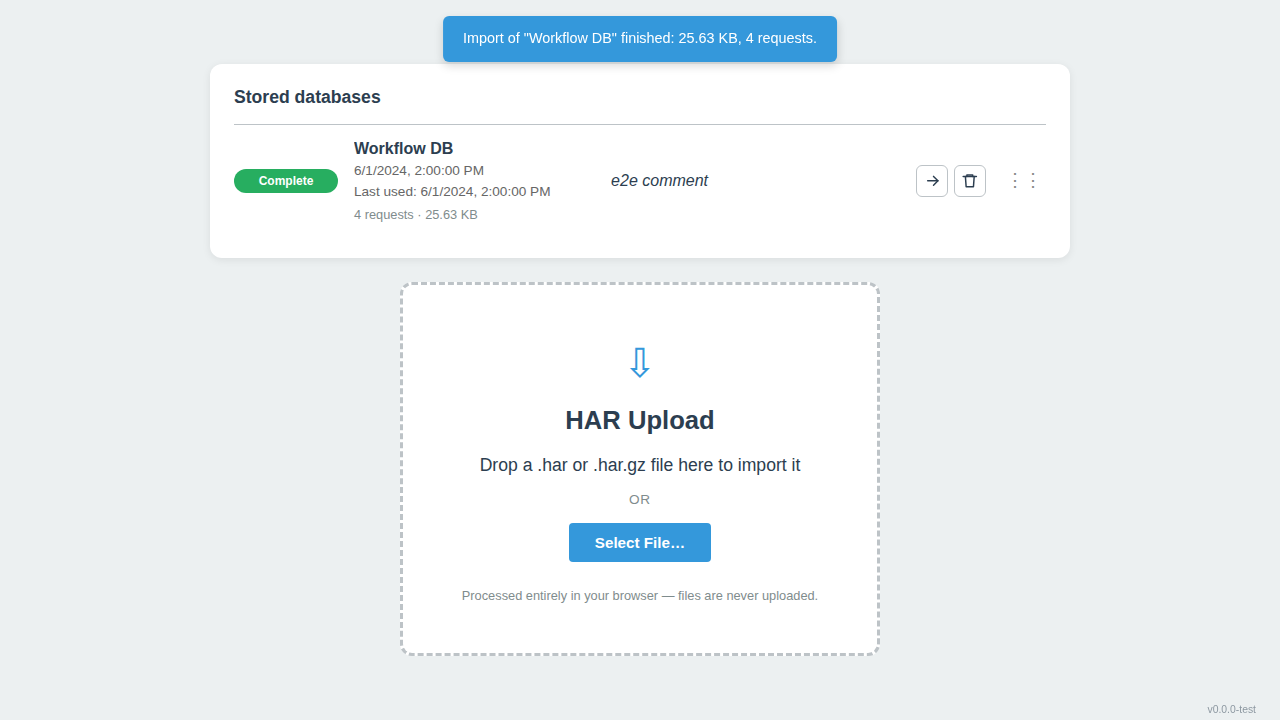 Import of "Workflow DB" finished: 25.63 KB, 4 requests.
Stored databases
Complete
Workflow DB
6/1/2024, 2:00:00 PM
Last used: 6/1/2024, 2:00:00 PM
4 requests · 25.63 KB
e2e comment
HAR Upload
Drop a .har or .har.gz file here to import it
OR
Select File…
Processed entirely in your browser — files are never uploaded.
v0.0.0-test